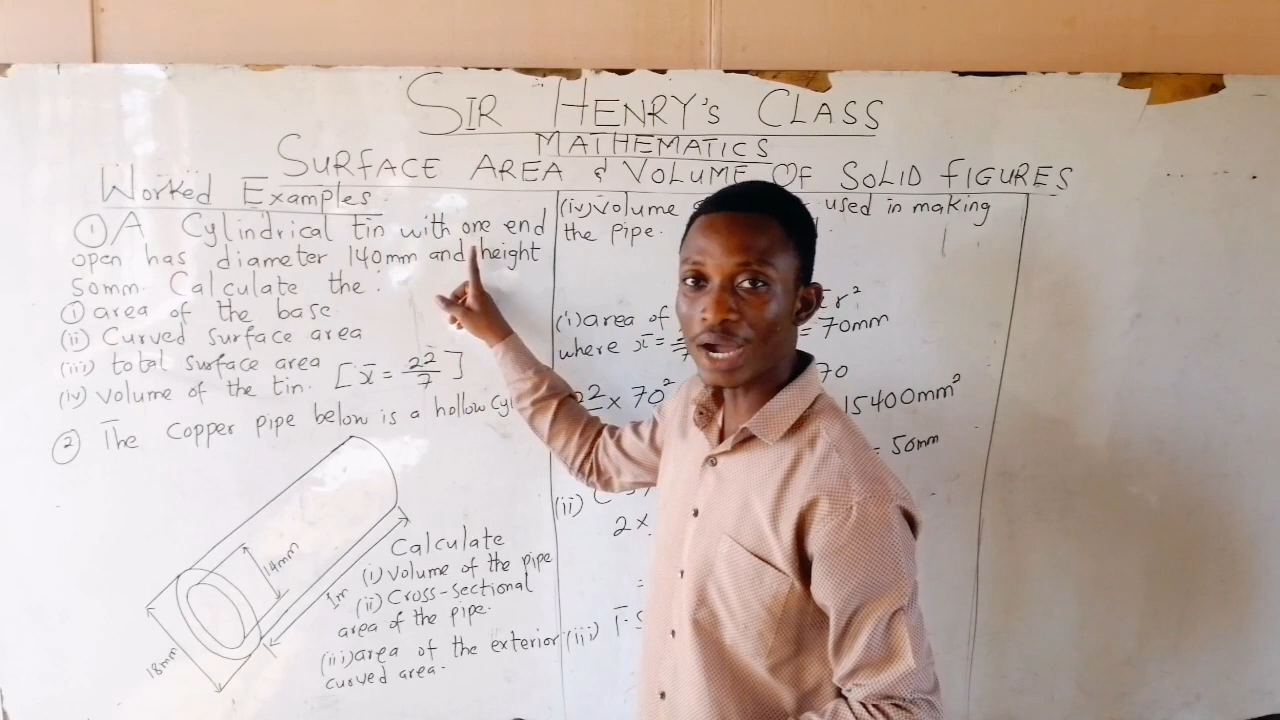 SIR HENRY's CLASS
MATHEMATICS
SURFACE AREA & VOLUME OF SOLID FIGURES
Worked Examples
① A Cylindrical tin with one end
open has diameter 140mm and height
50mm. Calculate the:
① area of the base
(ii) Curved surface area
(iii) total surface area
(iv) volume of the tin. [π = 22/7]
② The Copper pipe below is a hollow
14mm
1m
18mm
Calculate
(i) Volume of the pipe
(ii) Cross-sectional
area of the pipe.
(iii) area of the exterior
curved area.
(iv) Volume used in making
the pipe.
(i) area of r²
where π = = 70mm
22 × 70² 70
15400mm²
= 50mm
(ii)
2 ×
=
(iii)